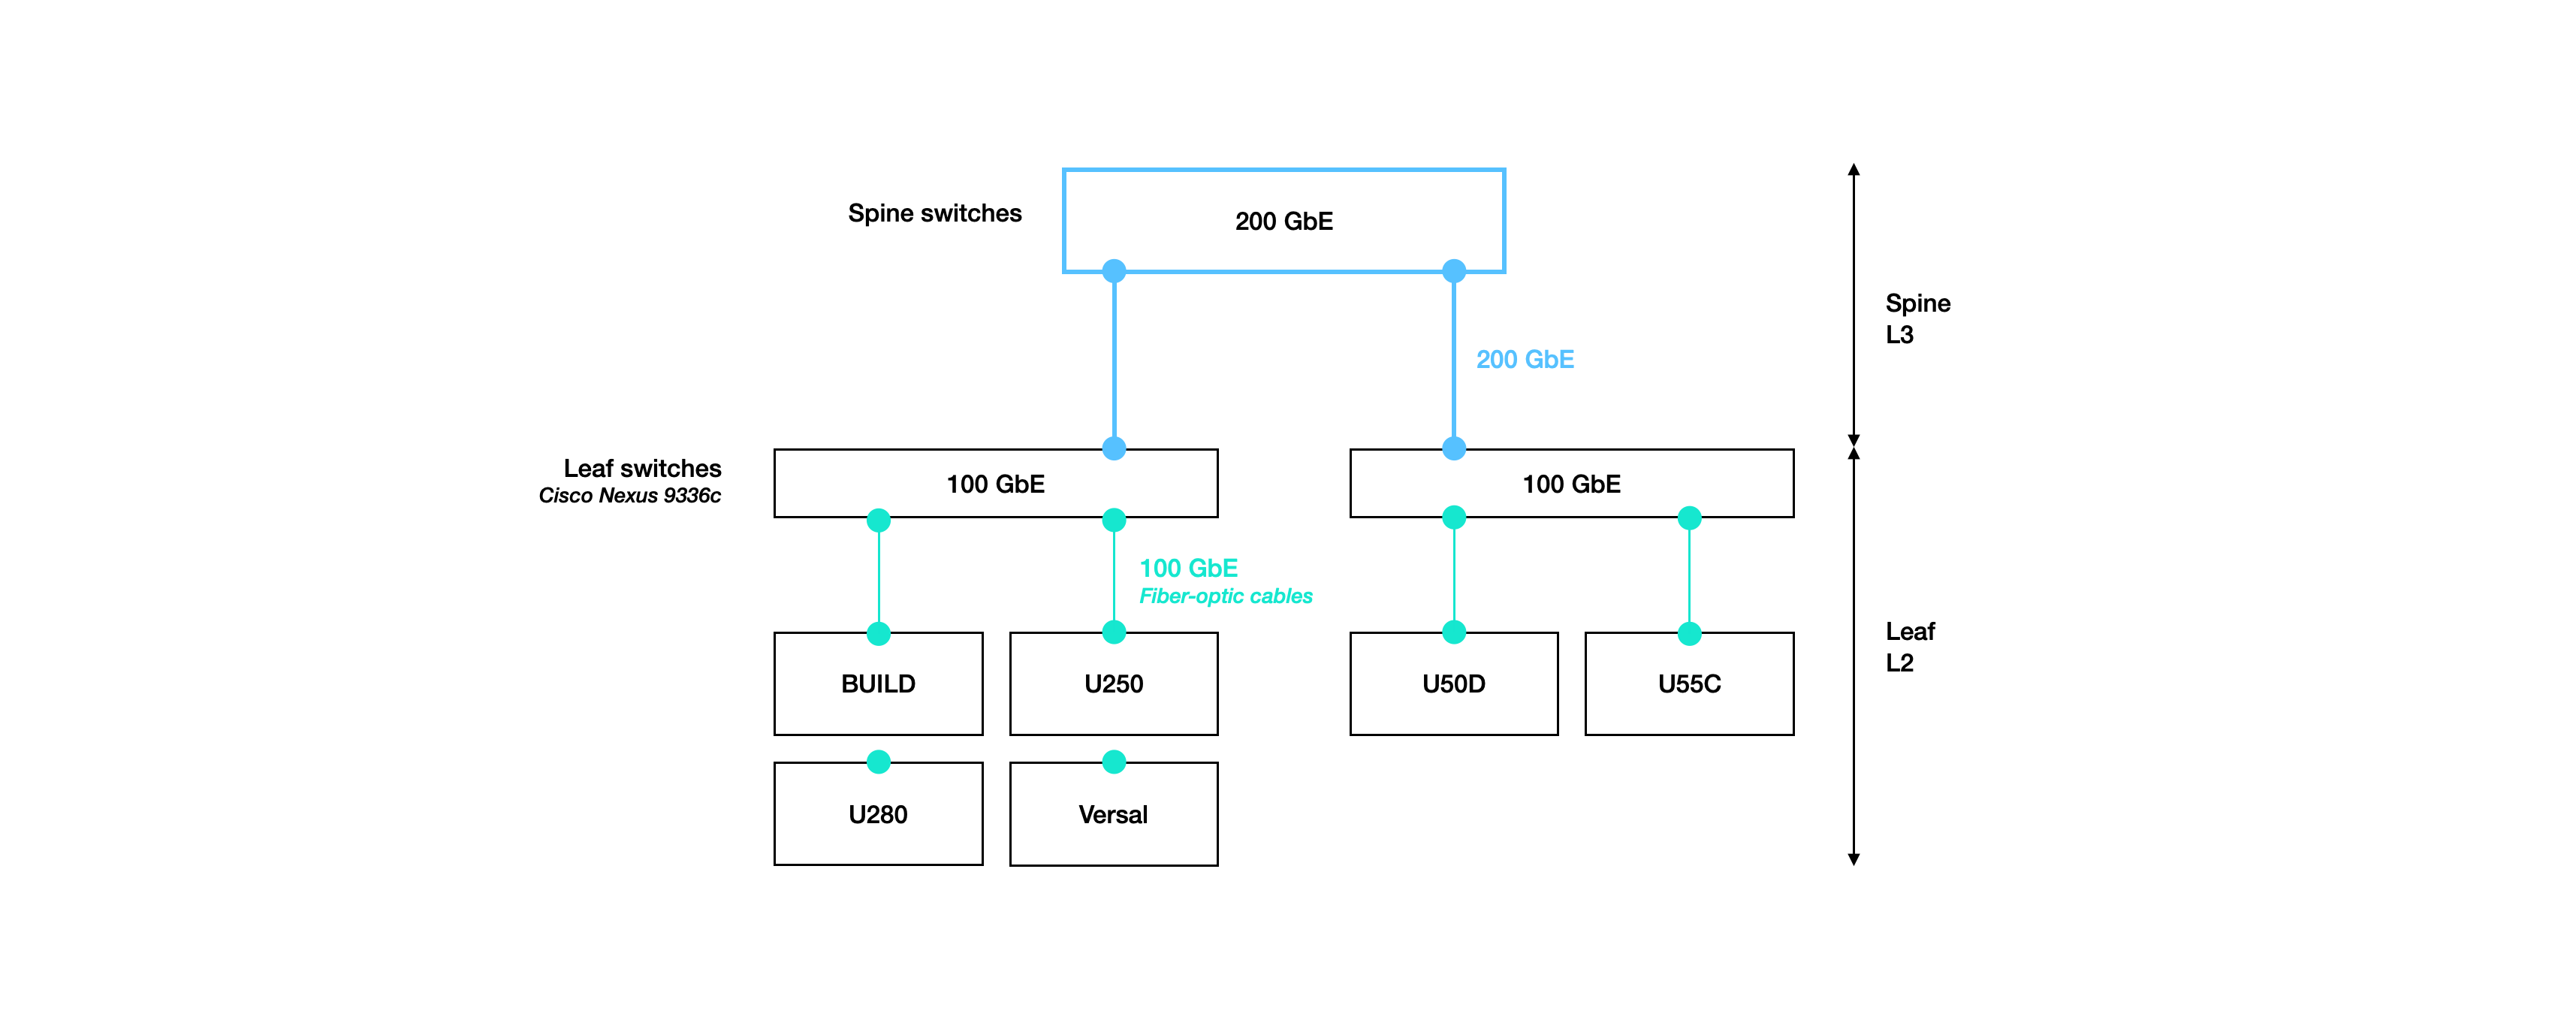 Spine switches
200 GbE
Spine
L3
200 GbE
Leaf switches
Cisco Nexus 9336c
100 GbE
100 GbE
100 GbE
Fiber-optic cables
Leaf
L2
BUILD
U250
U50D
U55C
U280
Versal